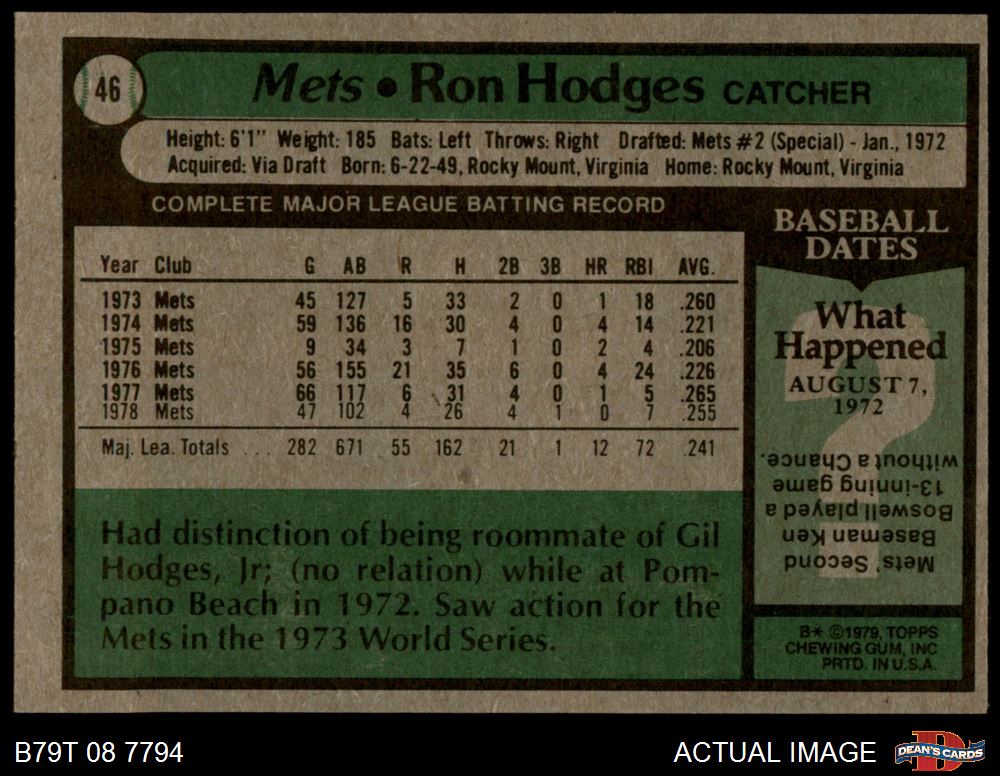 46
Mets • Ron Hodges CATCHER
Height: 6'1" Weight: 185 Bats: Left Throws: Right Drafted: Mets #2 (Special) - Jan., 1972
Acquired: Via Draft Born: 6-22-49, Rocky Mount, Virginia Home: Rocky Mount, Virginia
COMPLETE MAJOR LEAGUE BATTING RECORD
Year Club G AB R H 2B 3B HR RBI AVG.
1973 Mets 45 127 5 33 2 0 1 18 .260
1974 Mets 59 136 16 30 4 0 4 14 .221
1975 Mets 9 34 3 7 1 0 2 4 .206
1976 Mets 56 155 21 35 6 0 4 24 .226
1977 Mets 66 117 6 31 4 0 1 5 .265
1978 Mets 47 102 4 26 4 1 0 7 .255
Maj. Lea. Totals ... 282 671 55 162 21 1 12 72 .241
Had distinction of being roommate of Gil
Hodges, Jr; (no relation) while at Pom-
pano Beach in 1972. Saw action for the
Mets in the 1973 World Series.
BASEBALL
DATES
What
Happened
AUGUST 7,
1972
?
Mets' Second
Baseman Ken
Boswell played a
13-inning game
without a Chance.
B* ©1979, TOPPS
CHEWING GUM, INC
PRTD. IN U.S.A.
B79T 08 7794
ACTUAL IMAGE
D
DEAN'S CARDS